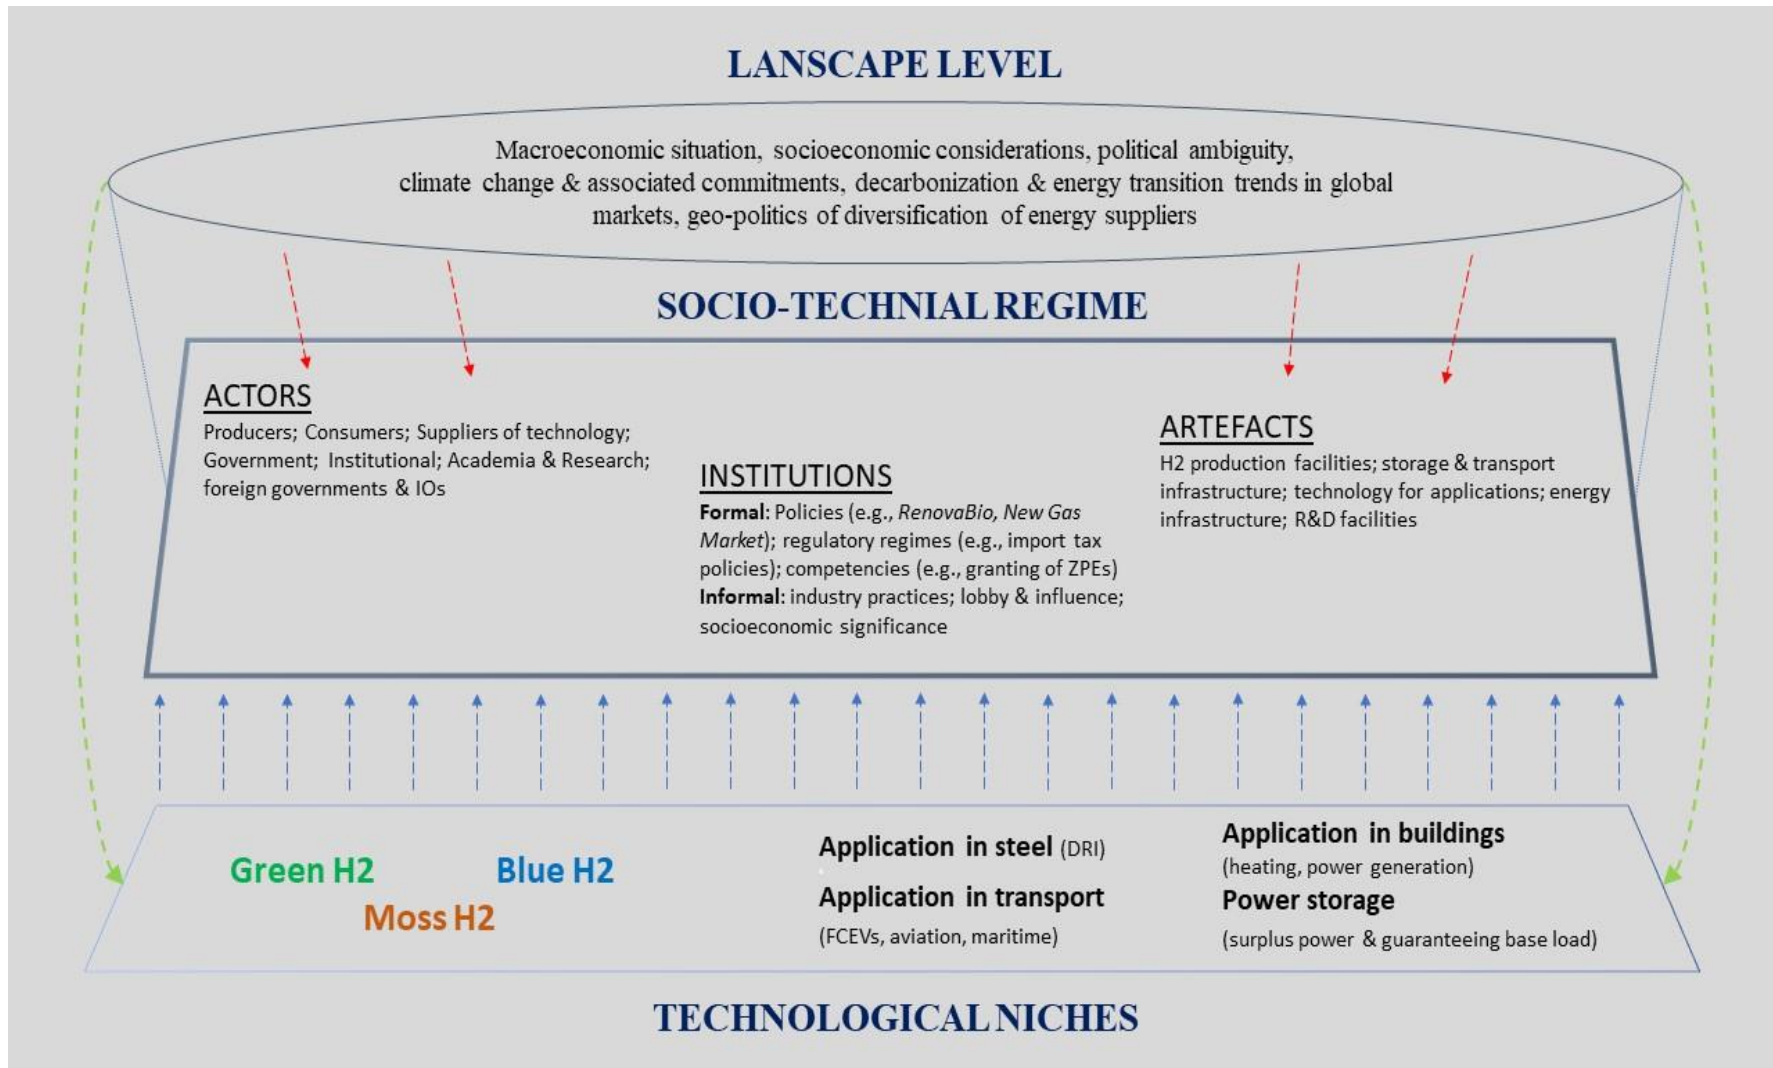 LANSCAPE LEVEL
Macroeconomic situation, socioeconomic considerations, political ambiguity,
climate change & associated commitments, decarbonization & energy transition trends in global
markets, geo-politics of diversification of energy suppliers
SOCIO-TECHNIAL REGIME
ACTORS
Producers; Consumers; Suppliers of technology;
Government; Institutional; Academia & Research;
foreign governments & IOs
INSTITUTIONS
Formal: Policies (e.g., RenovaBio, New Gas
Market); regulatory regimes (e.g., import tax
policies); competencies (e.g., granting of ZPEs)
Informal: industry practices; lobby & influence;
socioeconomic significance
ARTEFACTS
H2 production facilities; storage & transport
infrastructure; technology for applications; energy
infrastructure; R&D facilities
Green H2
Blue H2
Moss H2
Application in steel (DRI)
Application in transport
(FCEVs, aviation, maritime)
Application in buildings
(heating, power generation)
Power storage
(surplus power & guaranteeing base load)
TECHNOLOGICAL NICHES